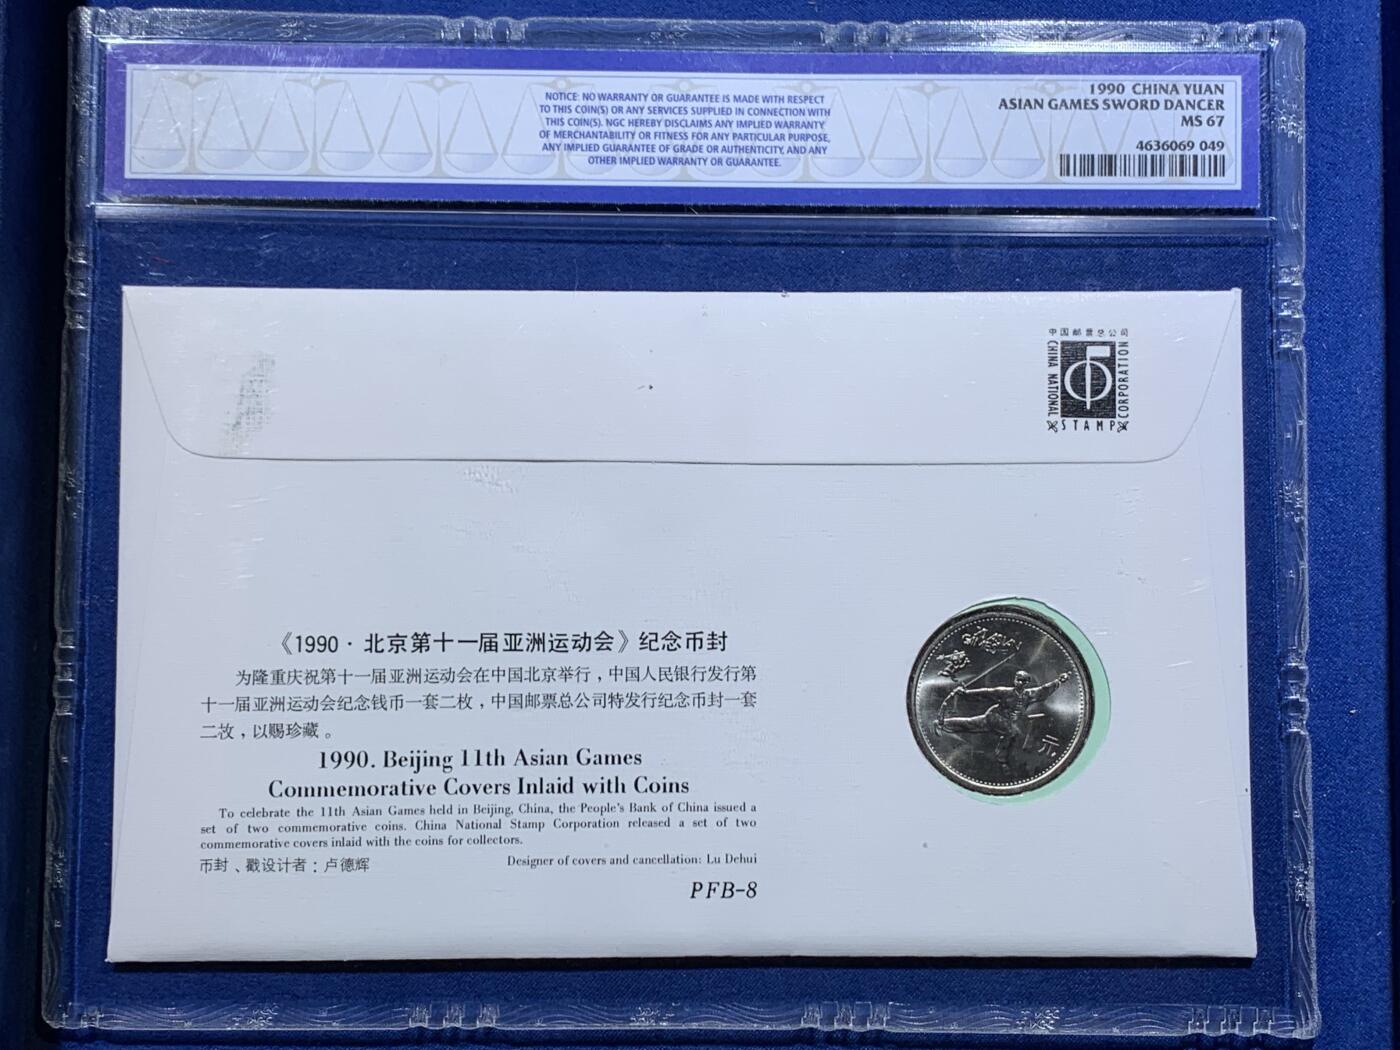 NOTICE: NO WARRANTY OR GUARANTEE IS MADE WITH RESPECT
TO THIS COIN(S) OR ANY SERVICES SUPPLIED IN CONNECTION WITH
THIS COIN(S). NGC HEREBY DISCLAIMS ANY IMPLIED WARRANTY
OF MERCHANTABILITY OR FITNESS FOR ANY PARTICULAR PURPOSE,
ANY IMPLIED GUARANTEE OF GRADE OR AUTHENTICITY, AND ANY
OTHER IMPLIED WARRANTY OR GUARANTEE.
1990 CHINA YUAN
ASIAN GAMES SWORD DANCER
MS 67
4636069 049
中国邮票总公司
CHINA NATIONAL
STAMP
CORPORATION
《1990·北京第十一届亚洲运动会》纪念币封
为隆重庆祝第十一届亚洲运动会在中国北京举行，中国人民银行发行第
十一届亚洲运动会纪念钱币一套二枚，中国邮票总公司特发行纪念币封一套
二枚，以赐珍藏。
1990. Beijing 11th Asian Games
Commemorative Covers Inlaid with Coins
To celebrate the 11th Asian Games held in Beijing, China, the People's Bank of China issued a
set of two commemorative coins. China National Stamp Corporation released a set of two
commemorative covers inlaid with the coins for collectors.
币封、戳设计者：卢德辉
Designer of covers and cancellation: Lu Dehui
PFB-8
1元